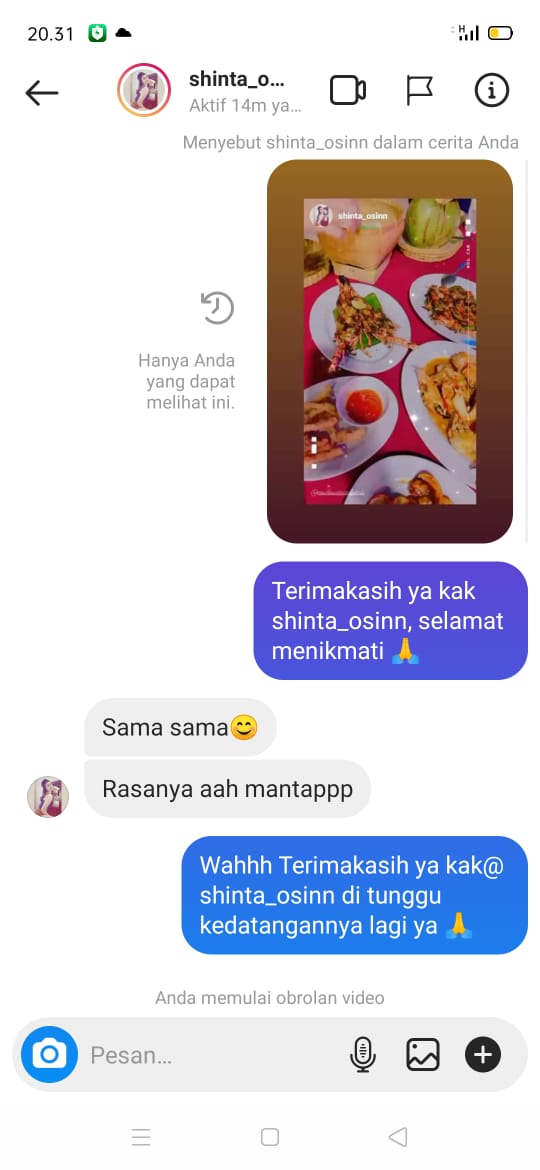 20.31
shinta_o...
Aktif 14m ya...
Menyebut shinta_osinn dalam cerita Anda
shinta_osinn
Hanya Anda
yang dapat
melihat ini.
Terimakasih ya kak
shinta_osinn, selamat
menikmati 🙏
Sama sama😊
Rasanya aah mantappp
Wahhh Terimakasih ya kak@
shinta_osinn di tunggu
kedatangannya lagi ya 🙏
Anda memulai obrolan video
Pesan...